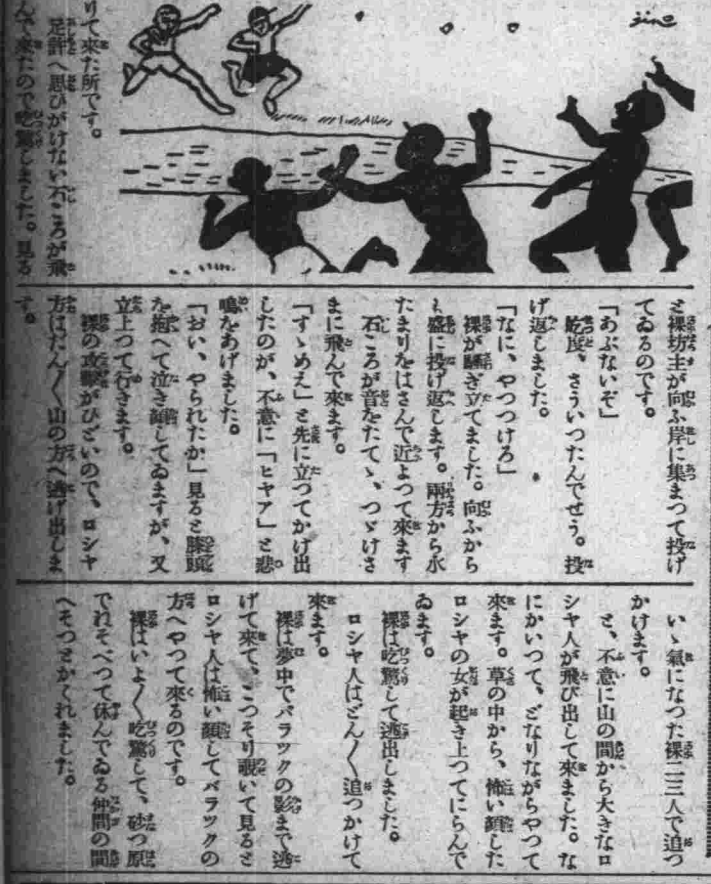 りて來た所です。
足許へ思ひがけない石ころが飛
んで來たので吃驚しました。見る
と裸坊主が向ふ岸に集まつて投げ
てゐるのです。
「あぶないぞ」
屹度、さういつたんでせう。投
げ返しました。
「なに、やつつけろ」
裸が騒ぎ立てました。向ふから
も盛に投げ返します。兩方から水
たまりをはさんで近よつて來ます
石ころが音をたてゝ、つゞけさ
まに飛んで來ます。
「すゝめえ」と先に立つてかけ出
したのが、不意に「ヒヤア」と悲
鳴をあげました。
「おい、やられたか」見ると膝頭
を抱へて泣き顔してゐますが、又
立上つて行きます。
裸の攻撃がひどいので、ロシヤ
方はだん〱山の方へ逃げ出しま
す。
いゝ氣になつた裸二三人で追つ
かけます。
と、不意に山の間から大きなロ
シヤ人が飛び出して來ました。な
にかいつて、どなりながらやつて
來ます。草の中から、怖い顔した
ロシヤの女が起き上つてにらんで
ゐます。
裸は吃驚して逃出しました。
ロシヤ人はどん〱追つかけて
來ます。
裸は夢中でバラックの影まで逃
げて來て、こつそり覗いて見ると
ロシヤ人は怖い顔してバラックの
方へやつて來るのです。
裸はいよ〱吃驚して、砂つ原
でれそべつて休んでゐる仲間の間
へそつとかくれました。